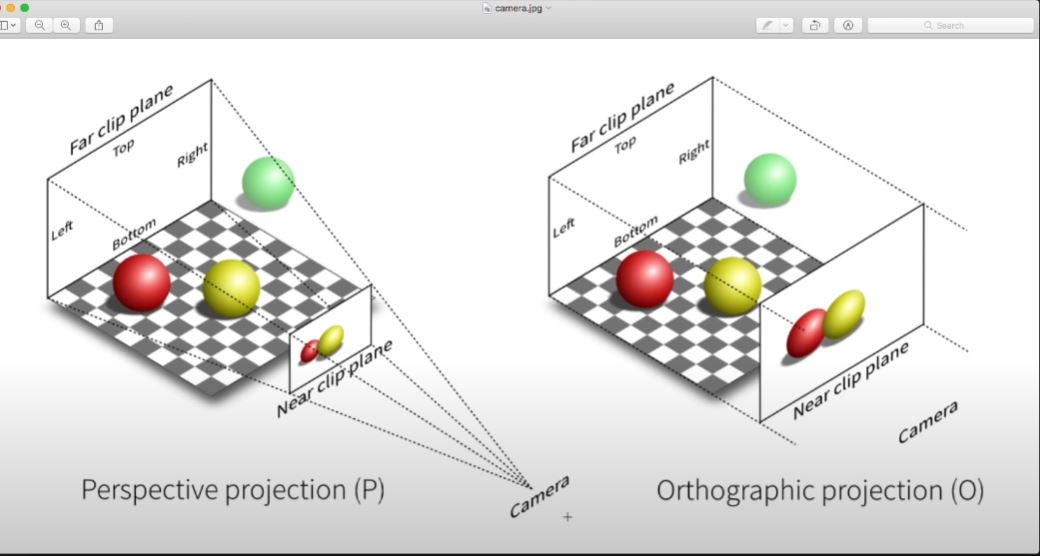 camera.jpg
Search
Far clip plane
Top
Right
Left
Bottom
Near clip plane
Camera
Perspective projection (P)
Far clip plane
Top
Right
Left
Bottom
Near clip plane
Camera
Orthographic projection (O)